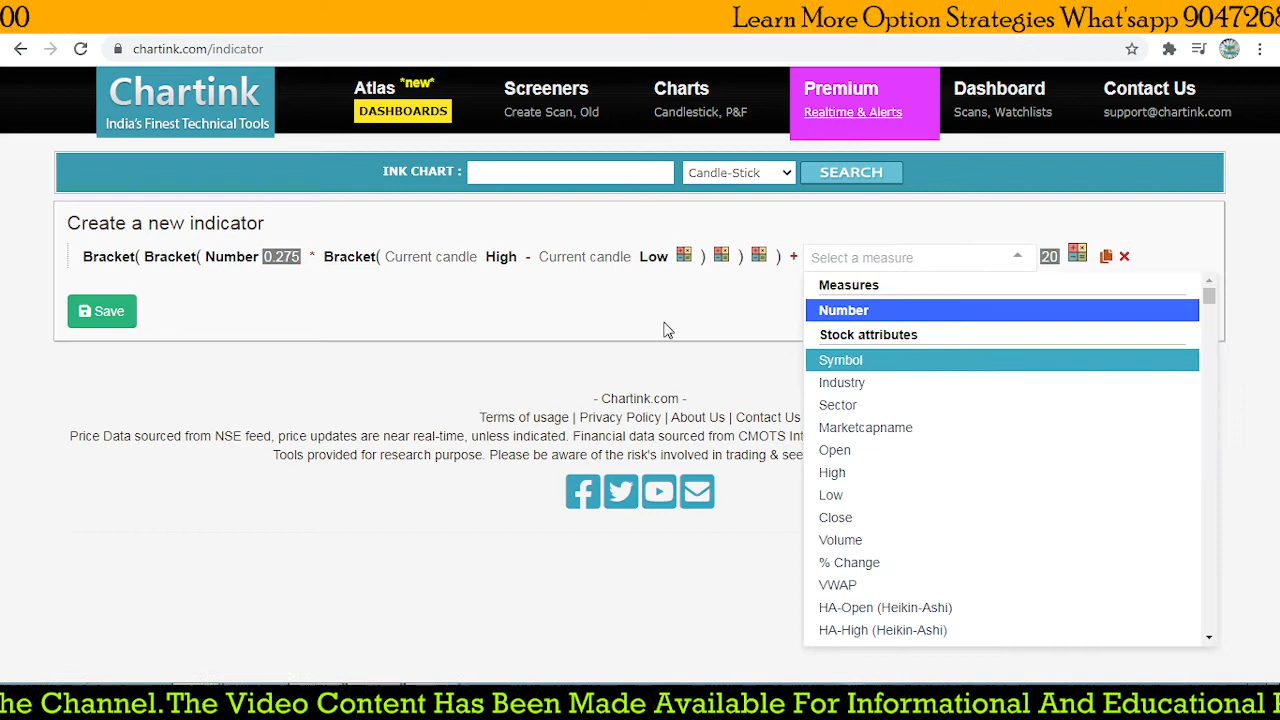 00 Learn More Option Strategies What'sapp 9047268
chartink.com/indicator
Chartink
India's Finest Technical Tools
Atlas *new*
DASHBOARDS
Screeners
Create Scan, Old
Charts
Candlestick, P&F
Premium
Realtime & Alerts
Dashboard
Scans, Watchlists
Contact Us
support@chartink.com
INK CHART : Candle-Stick SEARCH
Create a new indicator
Bracket( Bracket( Number 0.275 * Bracket( Current candle High - Current candle Low ) ) ) + Select a measure 20
Save
Measures
Number
Stock attributes
Symbol
Industry
Sector
Marketcapname
Open
High
Low
Close
Volume
% Change
VWAP
HA-Open (Heikin-Ashi)
HA-High (Heikin-Ashi)
- Chartink.com -
Terms of usage | Privacy Policy | About Us | Contact Us
Price Data sourced from NSE feed, price updates are near real-time, unless indicated. Financial data sourced from CMOTS Int
Tools provided for research purpose. Please be aware of the risk's involved in trading & see
he Channel.The Video Content Has Been Made Available For Informational And Educational P